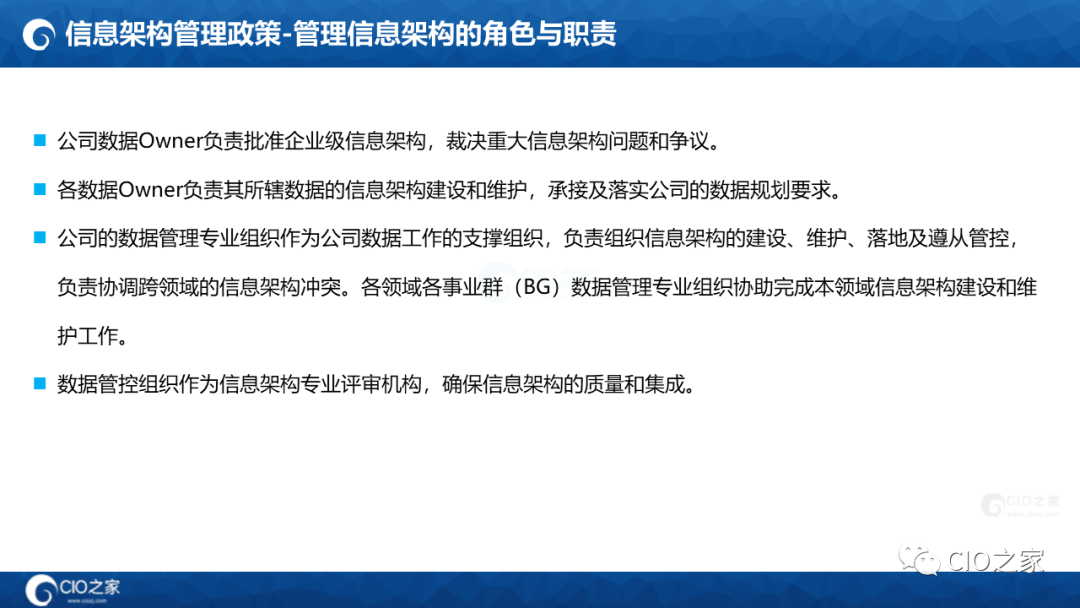 信息架构管理政策-管理信息架构的角色与职责
公司数据Owner负责批准企业级信息架构，裁决重大信息架构问题和争议。
各数据Owner负责其所辖数据的信息架构建设和维护，承接及落实公司的数据规划要求。
公司的数据管理专业组织作为公司数据工作的支撑组织，负责组织信息架构的建设、维护、落地及遵从管控，
负责协调跨领域的信息架构冲突。各领域各事业群（BG）数据管理专业组织协助完成本领域信息架构建设和维
护工作。
数据管控组织作为信息架构专业评审机构，确保信息架构的质量和集成。
CIO之家
www.ciozj.com
CIO之家
CIO之家
www.ciozj.com